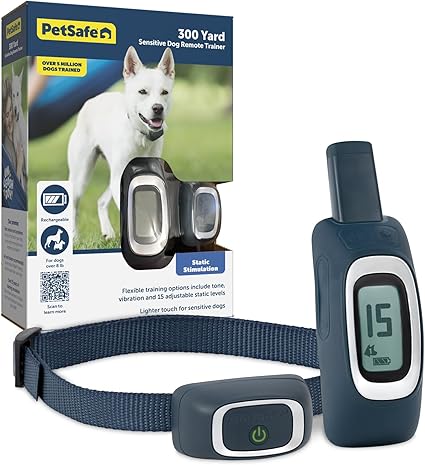 PetSafe
300 Yard
Sensitive Dog Remote Trainer
OVER 5 MILLION
DOGS TRAINED
Rechargeable
For dogs
over 8 lb
Scan to
learn more
Static
Stimulation
Flexible training options include tone,
vibration and 15 adjustable static levels
Lighter touch for sensitive dogs
15